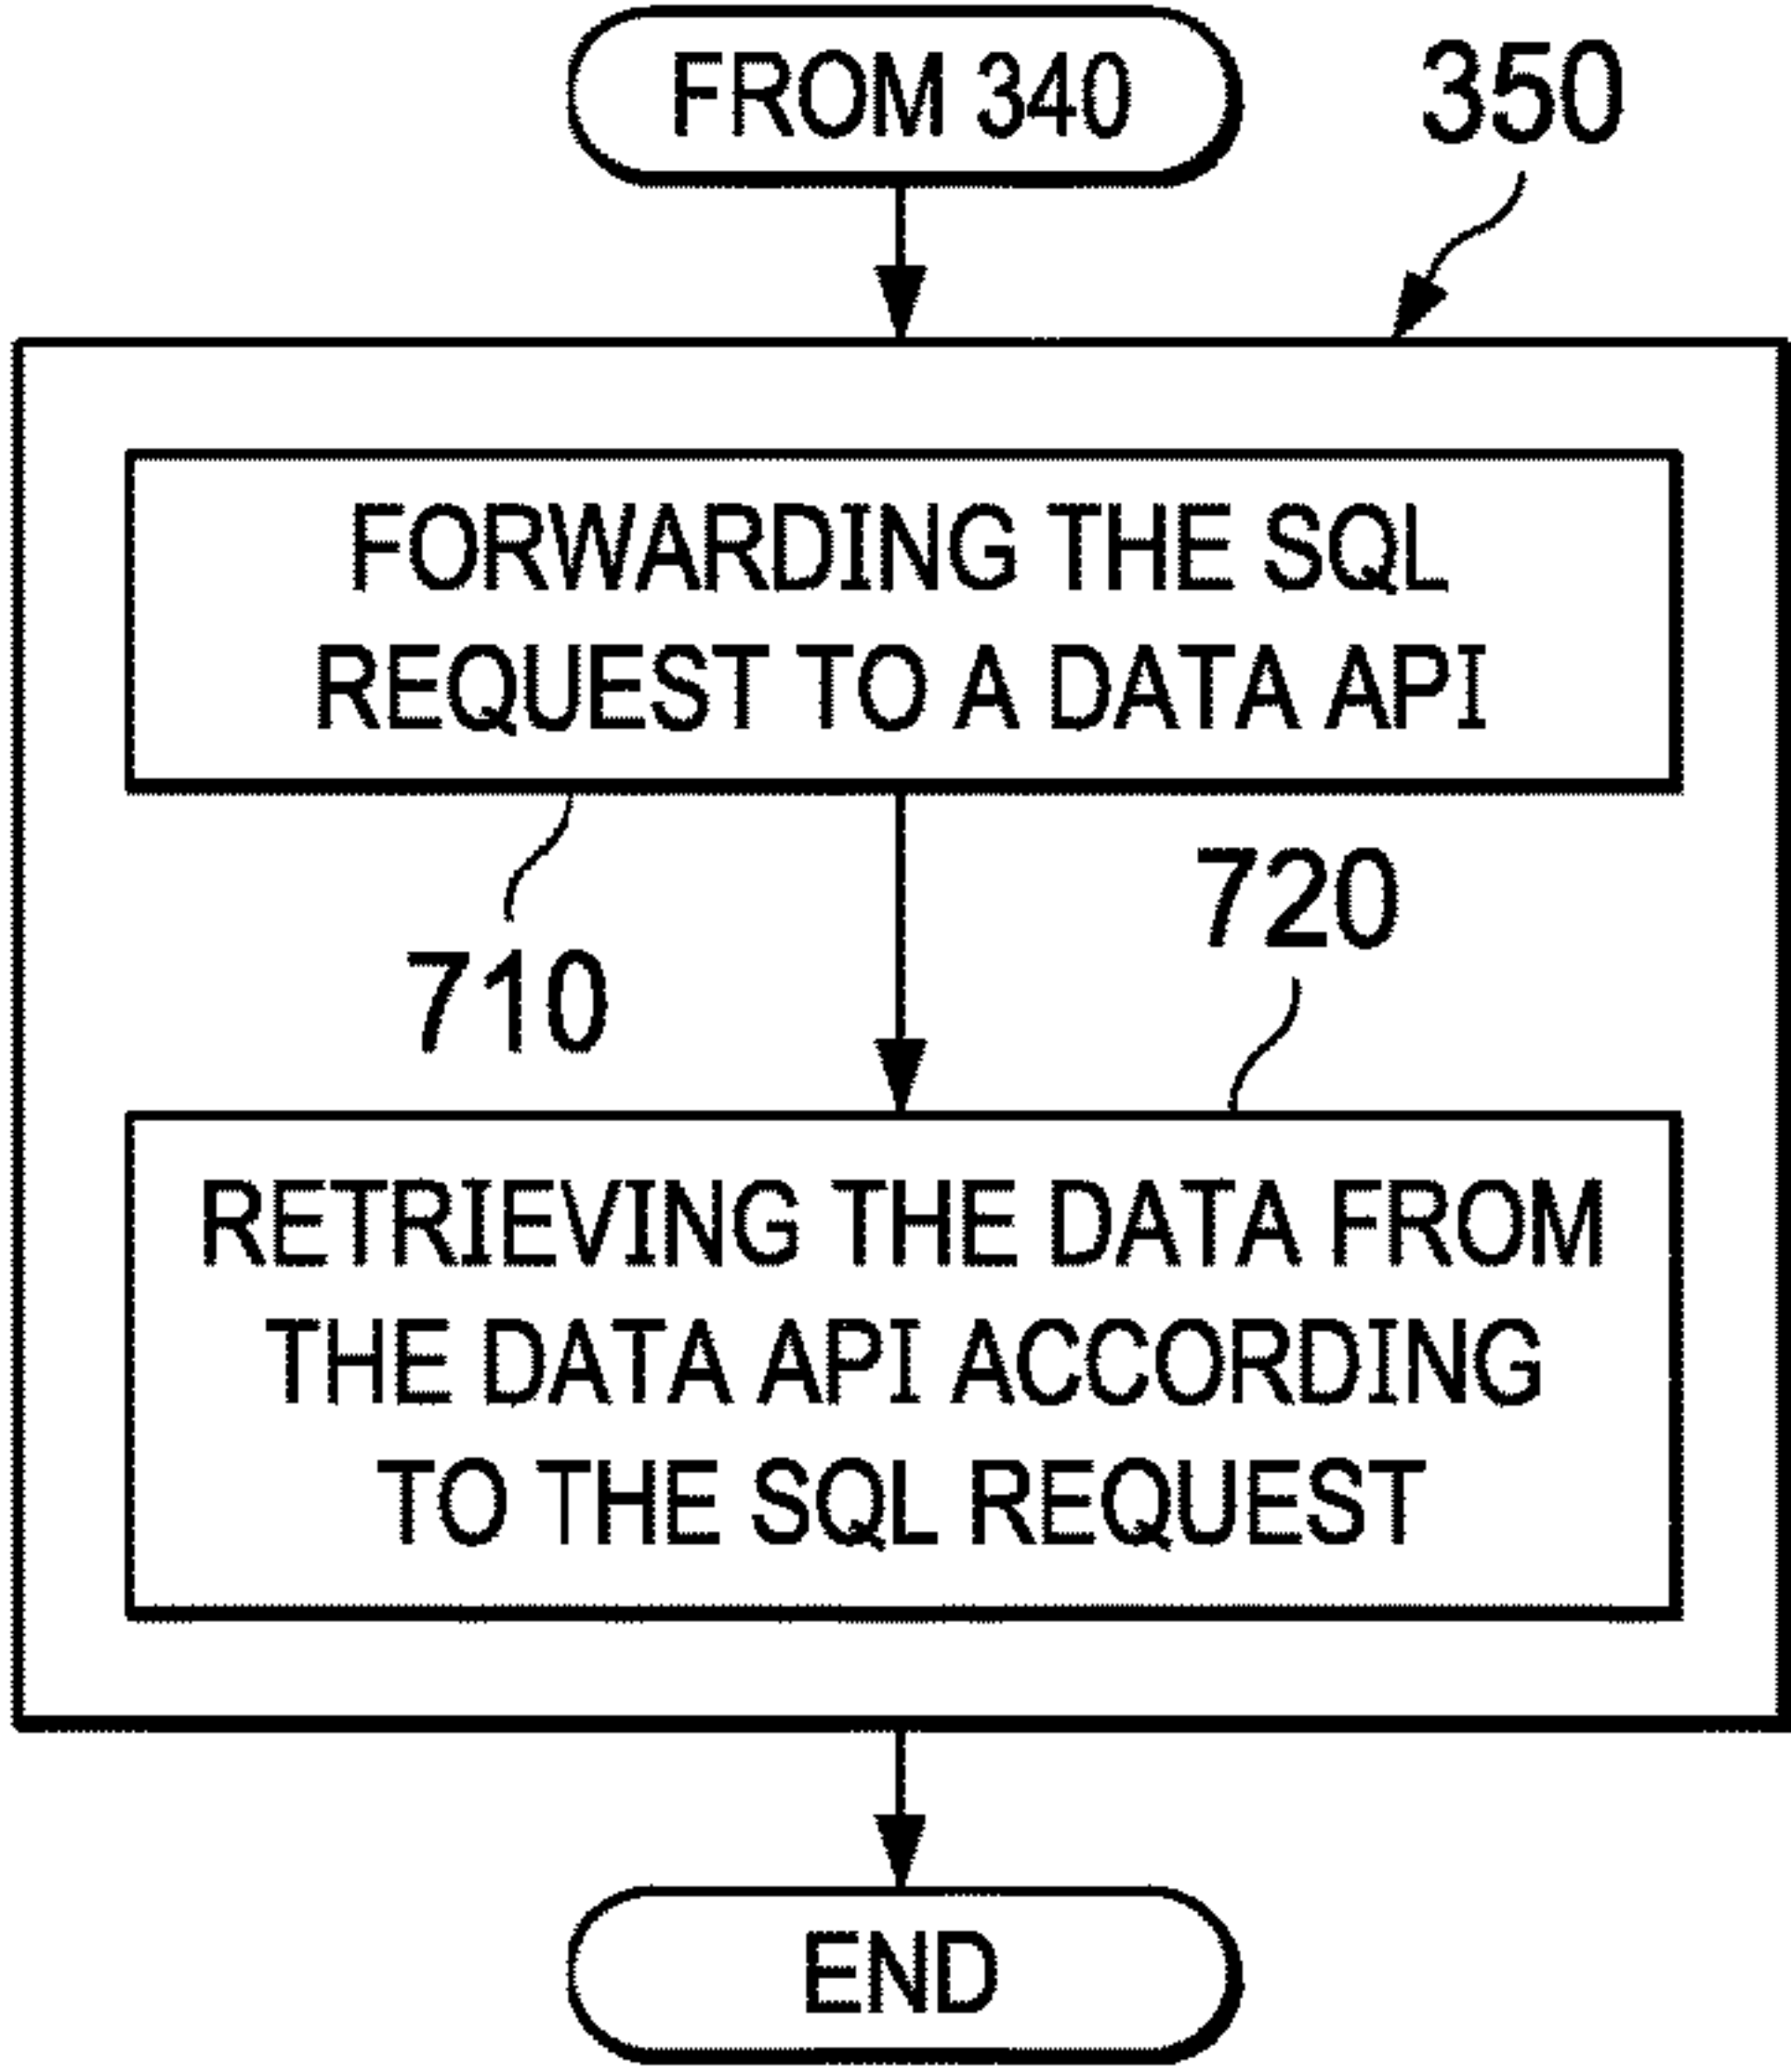 FROM 340
350
FORWARDING THE SQL
REQUEST TO A DATA API
710
720
RETRIEVING THE DATA FROM
THE DATA API ACCORDING
TO THE SQL REQUEST
END